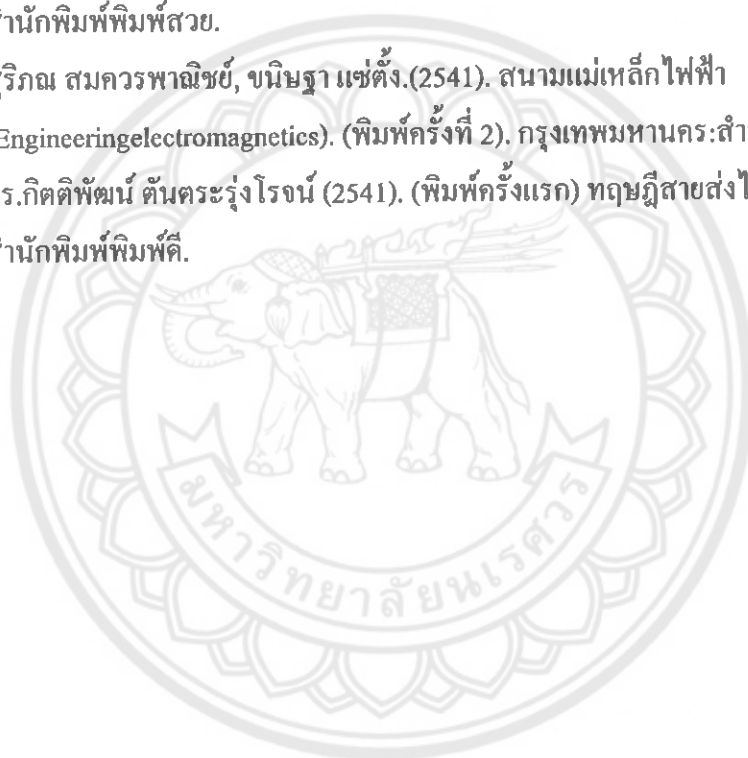 สำนักพิมพ์พิมพ์สวย.
สุริภณ สมควรพาณิชย์, ขนิษฐา แซ่ตั้ง.(2541). สนามแม่เหล็กไฟฟ้า
Engineeringelectromagnetics). (พิมพ์ครั้งที่ 2). กรุงเทพมหานคร:สำ
ร.กิตติพัฒน์ ตันตระรุ่งโรจน์ (2541). (พิมพ์ครั้งแรก) ทฤษฎีสายส่งไ
สำนักพิมพ์พิมพ์ดี.
มหาวิทยาลัยนเรศวร